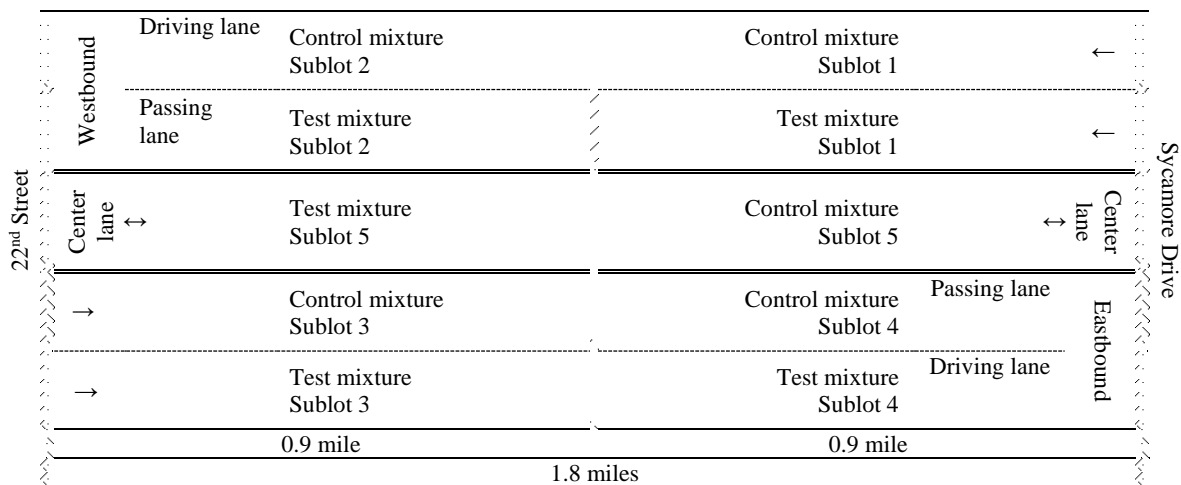 Driving lane
Control mixture
Sublot 2
Control mixture
Sublot 1
←
Westbound
Passing
lane
Test mixture
Sublot 2
Test mixture
Sublot 1
←
22nd Street
Center
lane
↔
Test mixture
Sublot 5
Control mixture
Sublot 5
↔
Center
lane
Sycamore Drive
→
Control mixture
Sublot 3
Control mixture
Sublot 4
Passing lane
Eastbound
→
Test mixture
Sublot 3
Test mixture
Sublot 4
Driving lane
0.9 mile
0.9 mile
1.8 miles